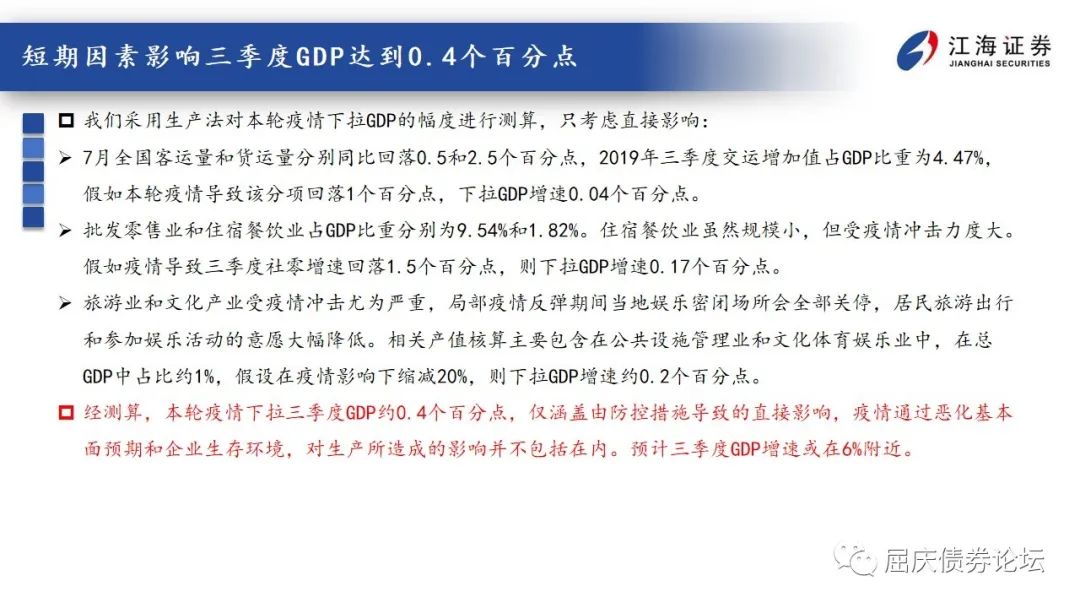 短期因素影响三季度GDP达到0.4个百分点
江海证券
JIANGHAI SECURITIES
我们采用生产法对本轮疫情下拉GDP的幅度进行测算，只考虑直接影响：
7月全国客运量和货运量分别同比回落0.5和2.5个百分点，2019年三季度交运增加值占GDP比重为4.47%，
假如本轮疫情导致该分项回落1个百分点，下拉GDP增速0.04个百分点。
批发零售业和住宿餐饮业占GDP比重分别为9.54%和1.82%。住宿餐饮业虽然规模小，但受疫情冲击力度大。
假如疫情导致三季度社零增速回落1.5个百分点，则下拉GDP增速0.17个百分点。
旅游业和文化产业受疫情冲击尤为严重，局部疫情反弹期间当地娱乐密闭场所会全部关停，居民旅游出行
和参加娱乐活动的意愿大幅降低。相关产值核算主要包含在公共设施管理业和文化体育娱乐业中，在总
GDP中占比约1%，假设在疫情影响下缩减20%，则下拉GDP增速约0.2个百分点。
经测算，本轮疫情下拉三季度GDP约0.4个百分点，仅涵盖由防控措施导致的直接影响，疫情通过恶化基本
面预期和企业生存环境，对生产所造成的影响并不包括在内。预计三季度GDP增速或在6%附近。
屈庆债券论坛